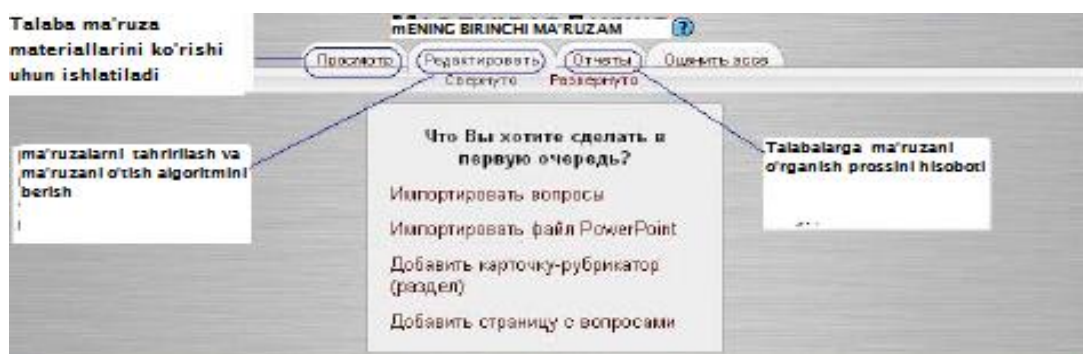 Talaba ma'ruza
materiallarini ko'rishi
uhun ishlatiladi
mENING BIRINCHI MA'RUZAM
Просмотр Редактировать Отчеты Оценить эссе
Свернуто Развернуто
Что Вы хотите сделать в
первую очередь?
Импортировать вопросы
Импортировать файл PowerPoint
Добавить карточку-рубрикатор
(раздел)
Добавить страницу с вопросами
ma'ruzalarni tahririlash va
ma'ruzani o'tish algoritmini
berish
Talabalarga ma'ruzani
o'rganish prossini hisoboti